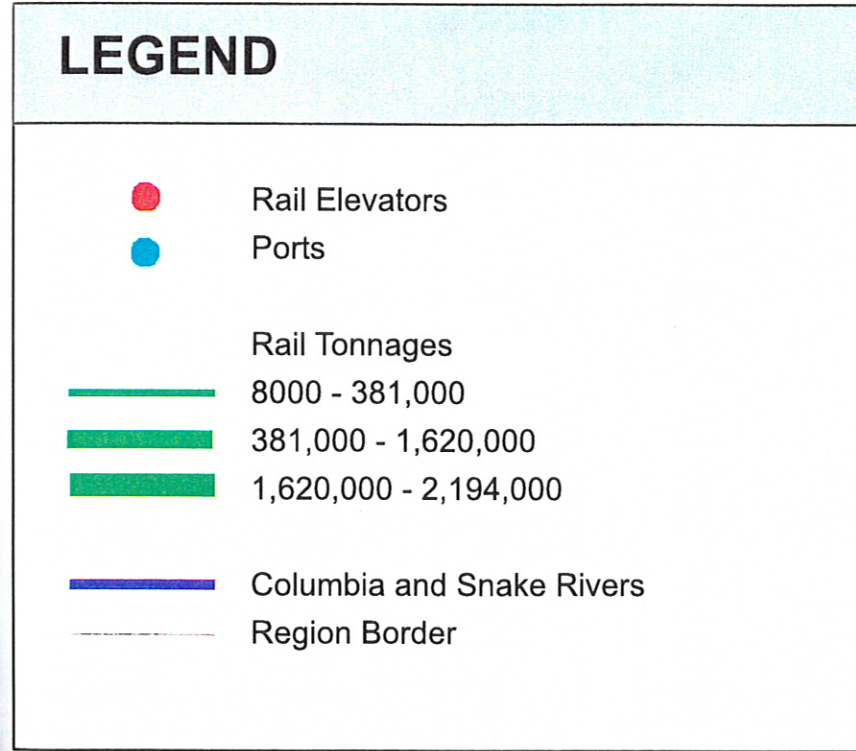 LEGEND
Rail Elevators
Ports
Rail Tonnages
8000 - 381,000
381,000 - 1,620,000
1,620,000 - 2,194,000
Columbia and Snake Rivers
Region Border